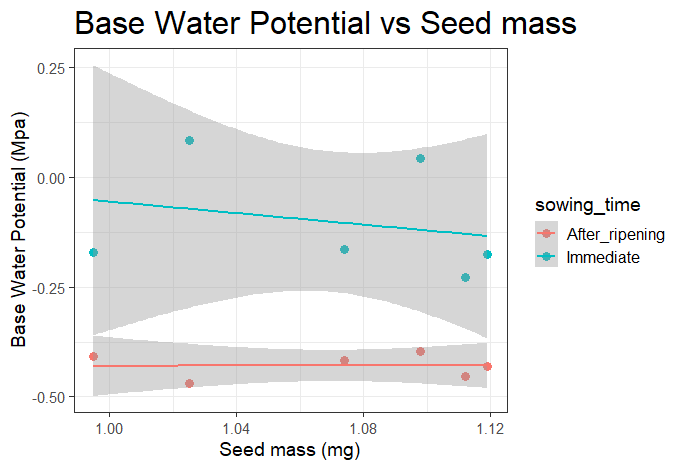 Base Water Potential vs Seed mass
Base Water Potential (Mpa)
0.25
0.00
-0.25
-0.50
1.00
1.04
1.08
1.12
Seed mass (mg)
sowing_time
After_ripening
Immediate